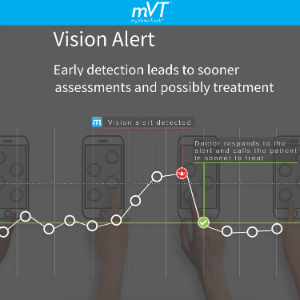 mVT
myVisionTrack
Vision Alert
Early detection leads to sooner
assessments and possibly treatment
m Vision alert detected
Doctor responds to the
alert and calls the patient
in sooner to treat